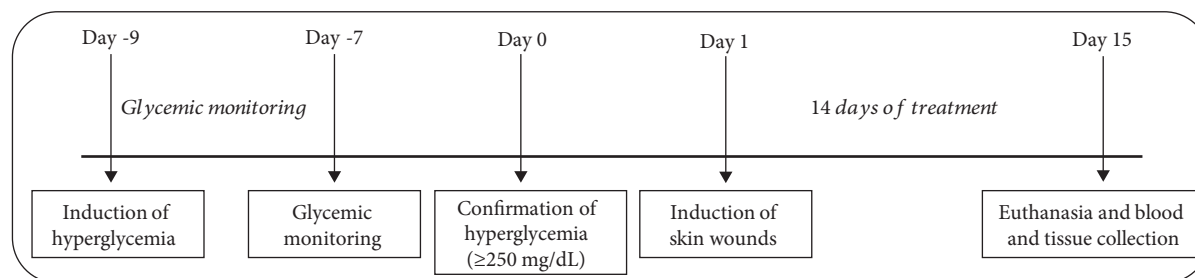 Day -9
Day -7
Day 0
Day 1
Day 15
Glycemic monitoring
14 days of treatment
Induction of
hyperglycemia
Glycemic
monitoring
Confirmation of
hyperglycemia
(≥250 mg/dL)
Induction of
skin wounds
Euthanasia and blood
and tissue collection